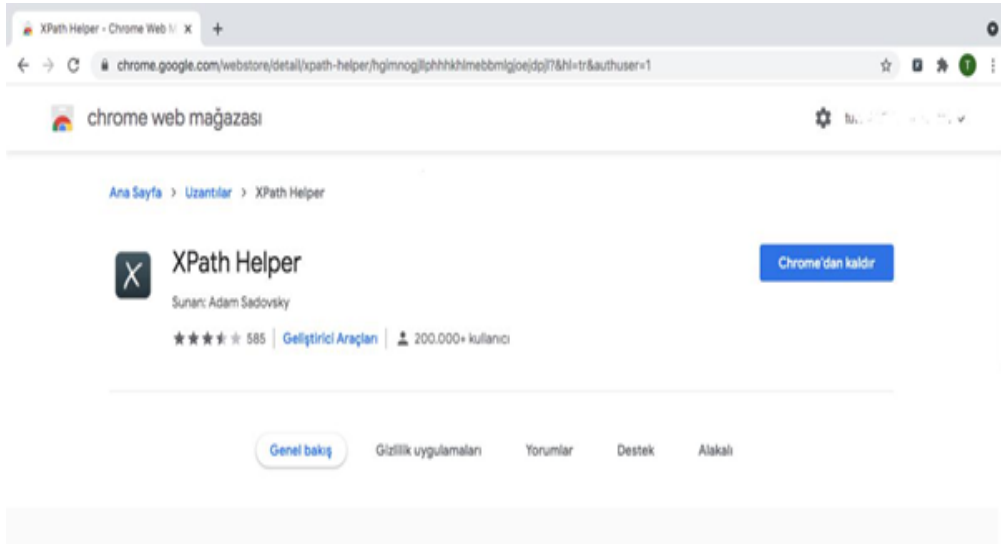 XPath Helper - Chrome Web
chrome.google.com/webstore/detail/xpath-helper/hgimnogjllphhhkhlmebbmlgjoejdpjl?&hl=tr&authuser=1
chrome web mağazası
Ana Sayfa > Uzantılar > XPath Helper
XPath Helper
Chrome'dan kaldır
Sunan: Adam Sadovsky
585 | Geliştirici Araçları | 200.000+ kullanıcı
Genel bakış Gizlilik uygulamaları Yorumlar Destek Alakalı